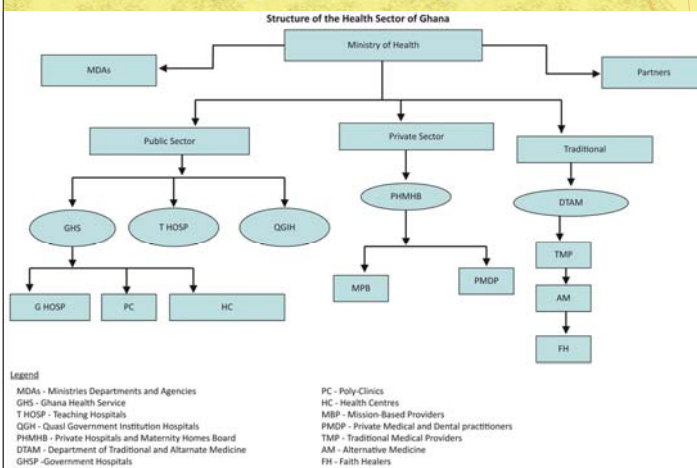 Structure of the Health Sector of Ghana
Ministry of Health
MDAs
Partners
Public Sector
Private Sector
Traditional
GHS
T HOSP
QGIH
PHMHB
DTAM
G HOSP
PC
HC
MPB
PMDP
TMP
AM
FH
Legend
MDAs - Ministries Departments and Agencies
GHS - Ghana Health Service
T HOSP - Teaching Hospitals
QGH - Quasl Government Institution Hospitals
PHMHB - Private Hospitals and Maternity Homes Board
DTAM - Department of Traditional and Altarnate Medicine
GHSP -Government Hospitals
PC - Poly-Clinics
HC - Health Centres
MBP - Mission-Based Providers
PMDP - Private Medical and Dental practitioners
TMP - Traditional Medical Providers
AM - Alternative Medicine
FH - Faith Healers